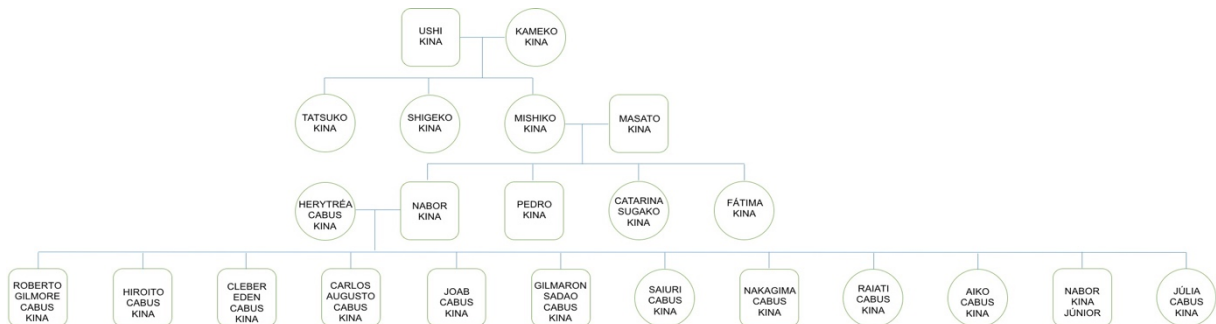 USHI
KINA
KAMEKO
KINA
TATSUKO
KINA
SHIGEKO
KINA
MISHIKO
KINA
MASATO
KINA
HERYTRÉA
CABUS
KINA
NABOR
KINA
PEDRO
KINA
CATARINA
SUGAKO
KINA
FÁTIMA
KINA
ROBERTO
GILMORE
CABUS
KINA
HIROITO
CABUS
KINA
CLEBER
EDEN
CABUS
KINA
CARLOS
AUGUSTO
CABUS
KINA
JOAB
CABUS
KINA
GILMARON
SADAO
CABUS
KINA
SAIURI
CABUS
KINA
NAKAGIMA
CABUS
KINA
RAIATI
CABUS
KINA
AIKO
CABUS
KINA
NABOR
KINA
JÚNIOR
JÚLIA
CABUS
KINA